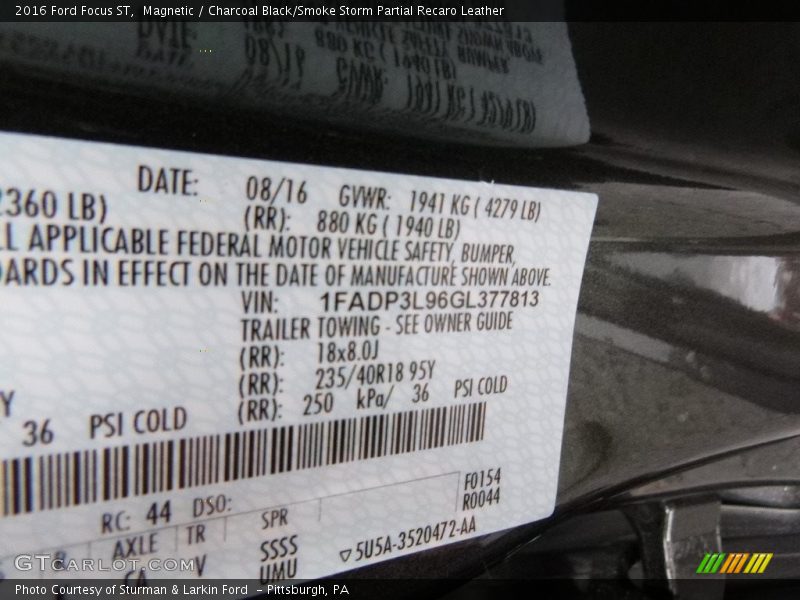 2016 Ford Focus ST,  Magnetic / Charcoal Black/Smoke Storm Partial Recaro Leather
DATE: 08/16 GVWR: 1941 KG ( 4279 LB)
2360 LB) (RR): 880 KG ( 1940 LB)
LL APPLICABLE FEDERAL MOTOR VEHICLE SAFETY, BUMPER,
DARDS IN EFFECT ON THE DATE OF MANUFACTURE SHOWN ABOVE.
VIN: 1FADP3L96GL377813
TRAILER TOWING - SEE OWNER GUIDE
(RR): 18x8.0J
Y (RR): 235/40R18 95Y
36 PSI COLD (RR): 250 kPa/ 36 PSI COLD
F0154
RC: 44 DSO: R0044
AXLE TR SPR
V SSSS 5U5A-3520472-AA
UMU
GTCarLot.com
Photo Courtesy of Sturman & Larkin Ford  - Pittsburgh, PA